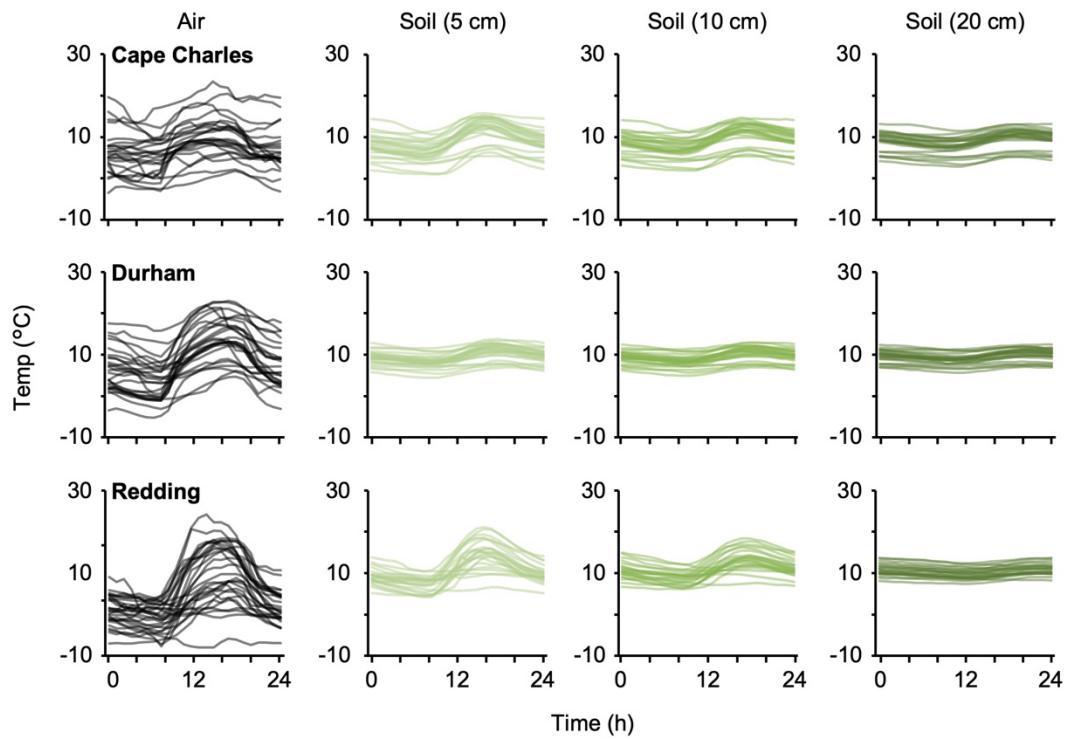 Air Soil (5 cm) Soil (10 cm) Soil (20 cm)
Cape Charles
30 30 30 30
10 10 10 10
-10 -10 -10 -10
Durham
30 30 30 30
10 10 10 10
-10 -10 -10 -10
Temp (°C)
Redding
30 30 30 30
10 10 10 10
-10 -10 -10 -10
0 12 24 0 12 24 0 12 24 0 12 24
Time (h)